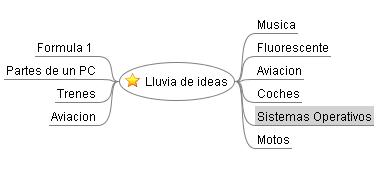 Formula 1
Partes de un PC
Trenes
Aviacion
Lluvia de ideas
Musica
Fluorescente
Aviacion
Coches
Sistemas Operativos
Motos